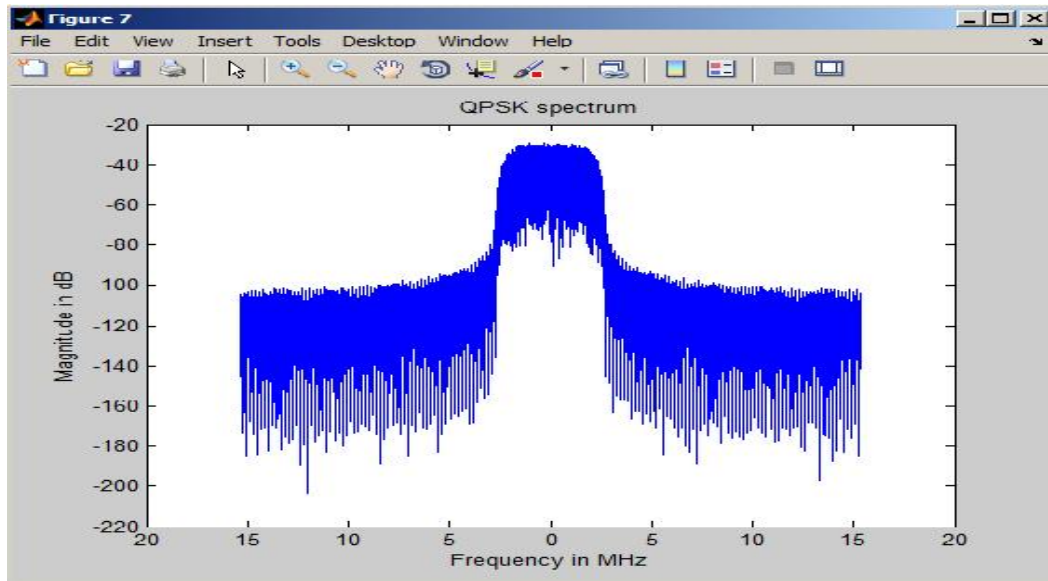 Figure 7
File Edit View Insert Tools Desktop Window Help
QPSK spectrum
-20
-40
-60
-80
100
-120
-140
-160
-180
-200
-220
Magnitude in dB
20 15 10 5 0 5 10 15 20
Frequency in MHz